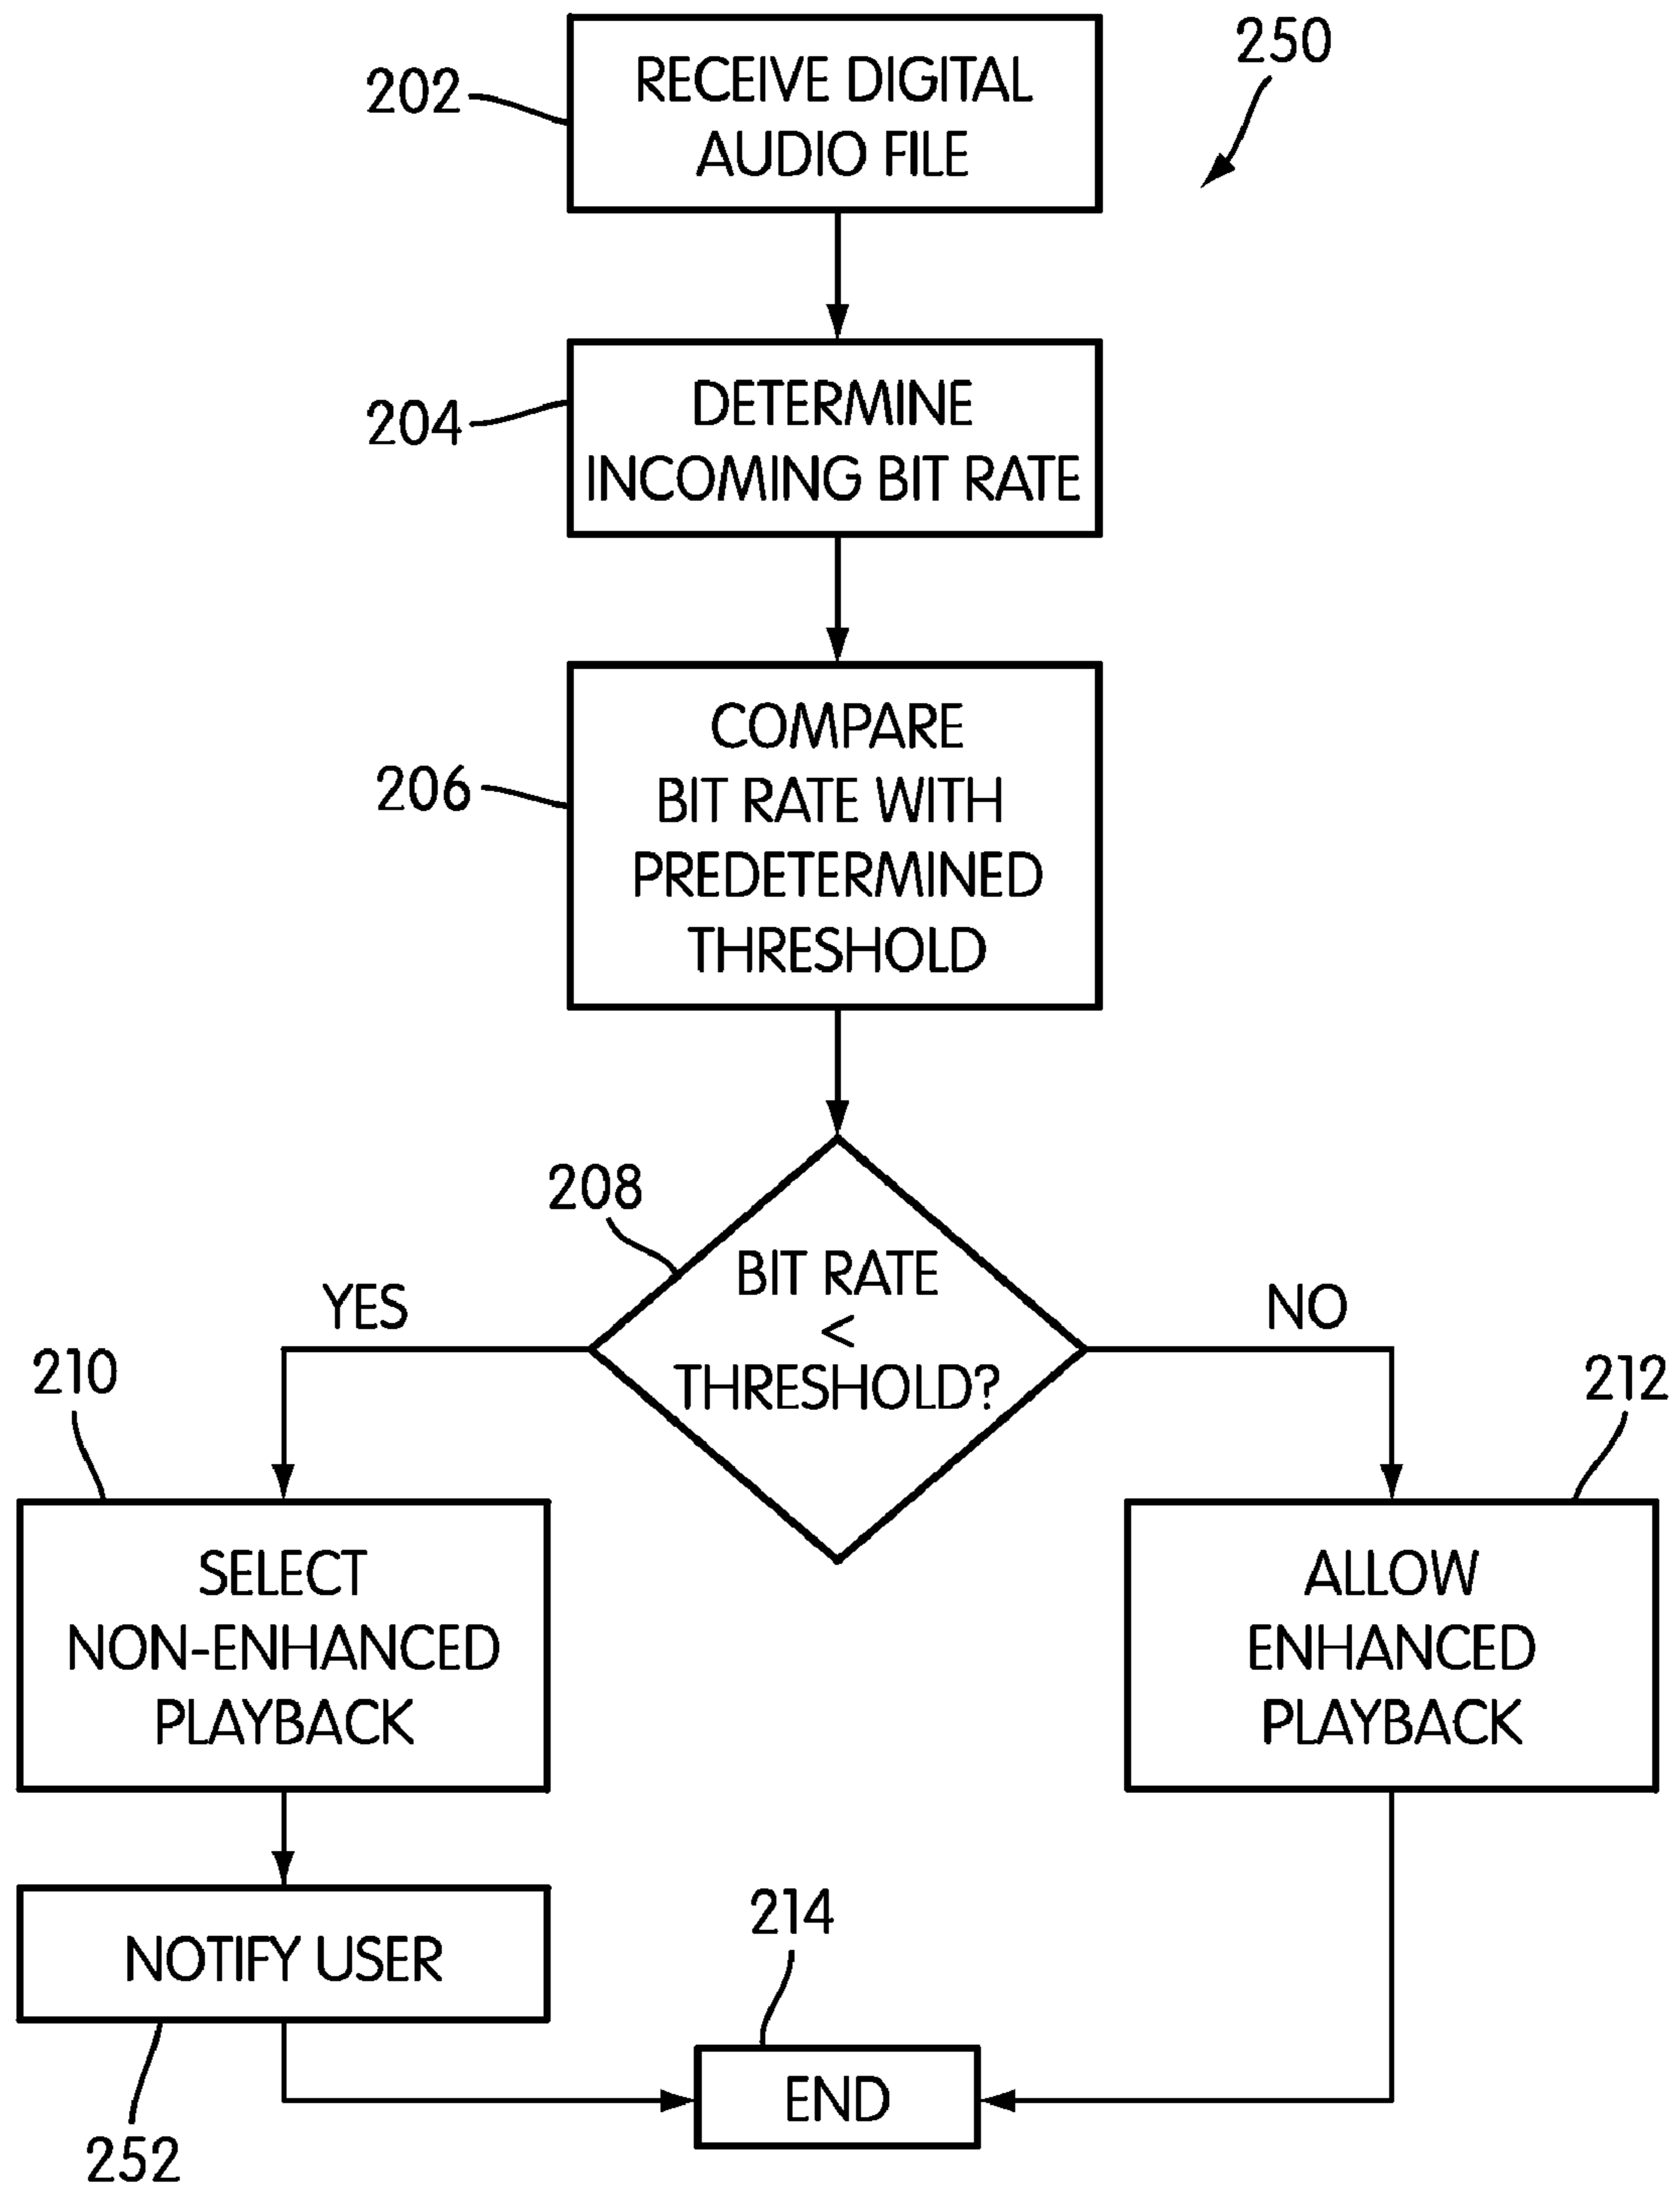 250
202
RECEIVE DIGITAL
AUDIO FILE
204
DETERMINE
INCOMING BIT RATE
206
COMPARE
BIT RATE WITH
PREDETERMINED
THRESHOLD
208
BIT RATE
<
THRESHOLD?
YES
NO
210
SELECT
NON-ENHANCED
PLAYBACK
212
ALLOW
ENHANCED
PLAYBACK
NOTIFY USER
252
214
END